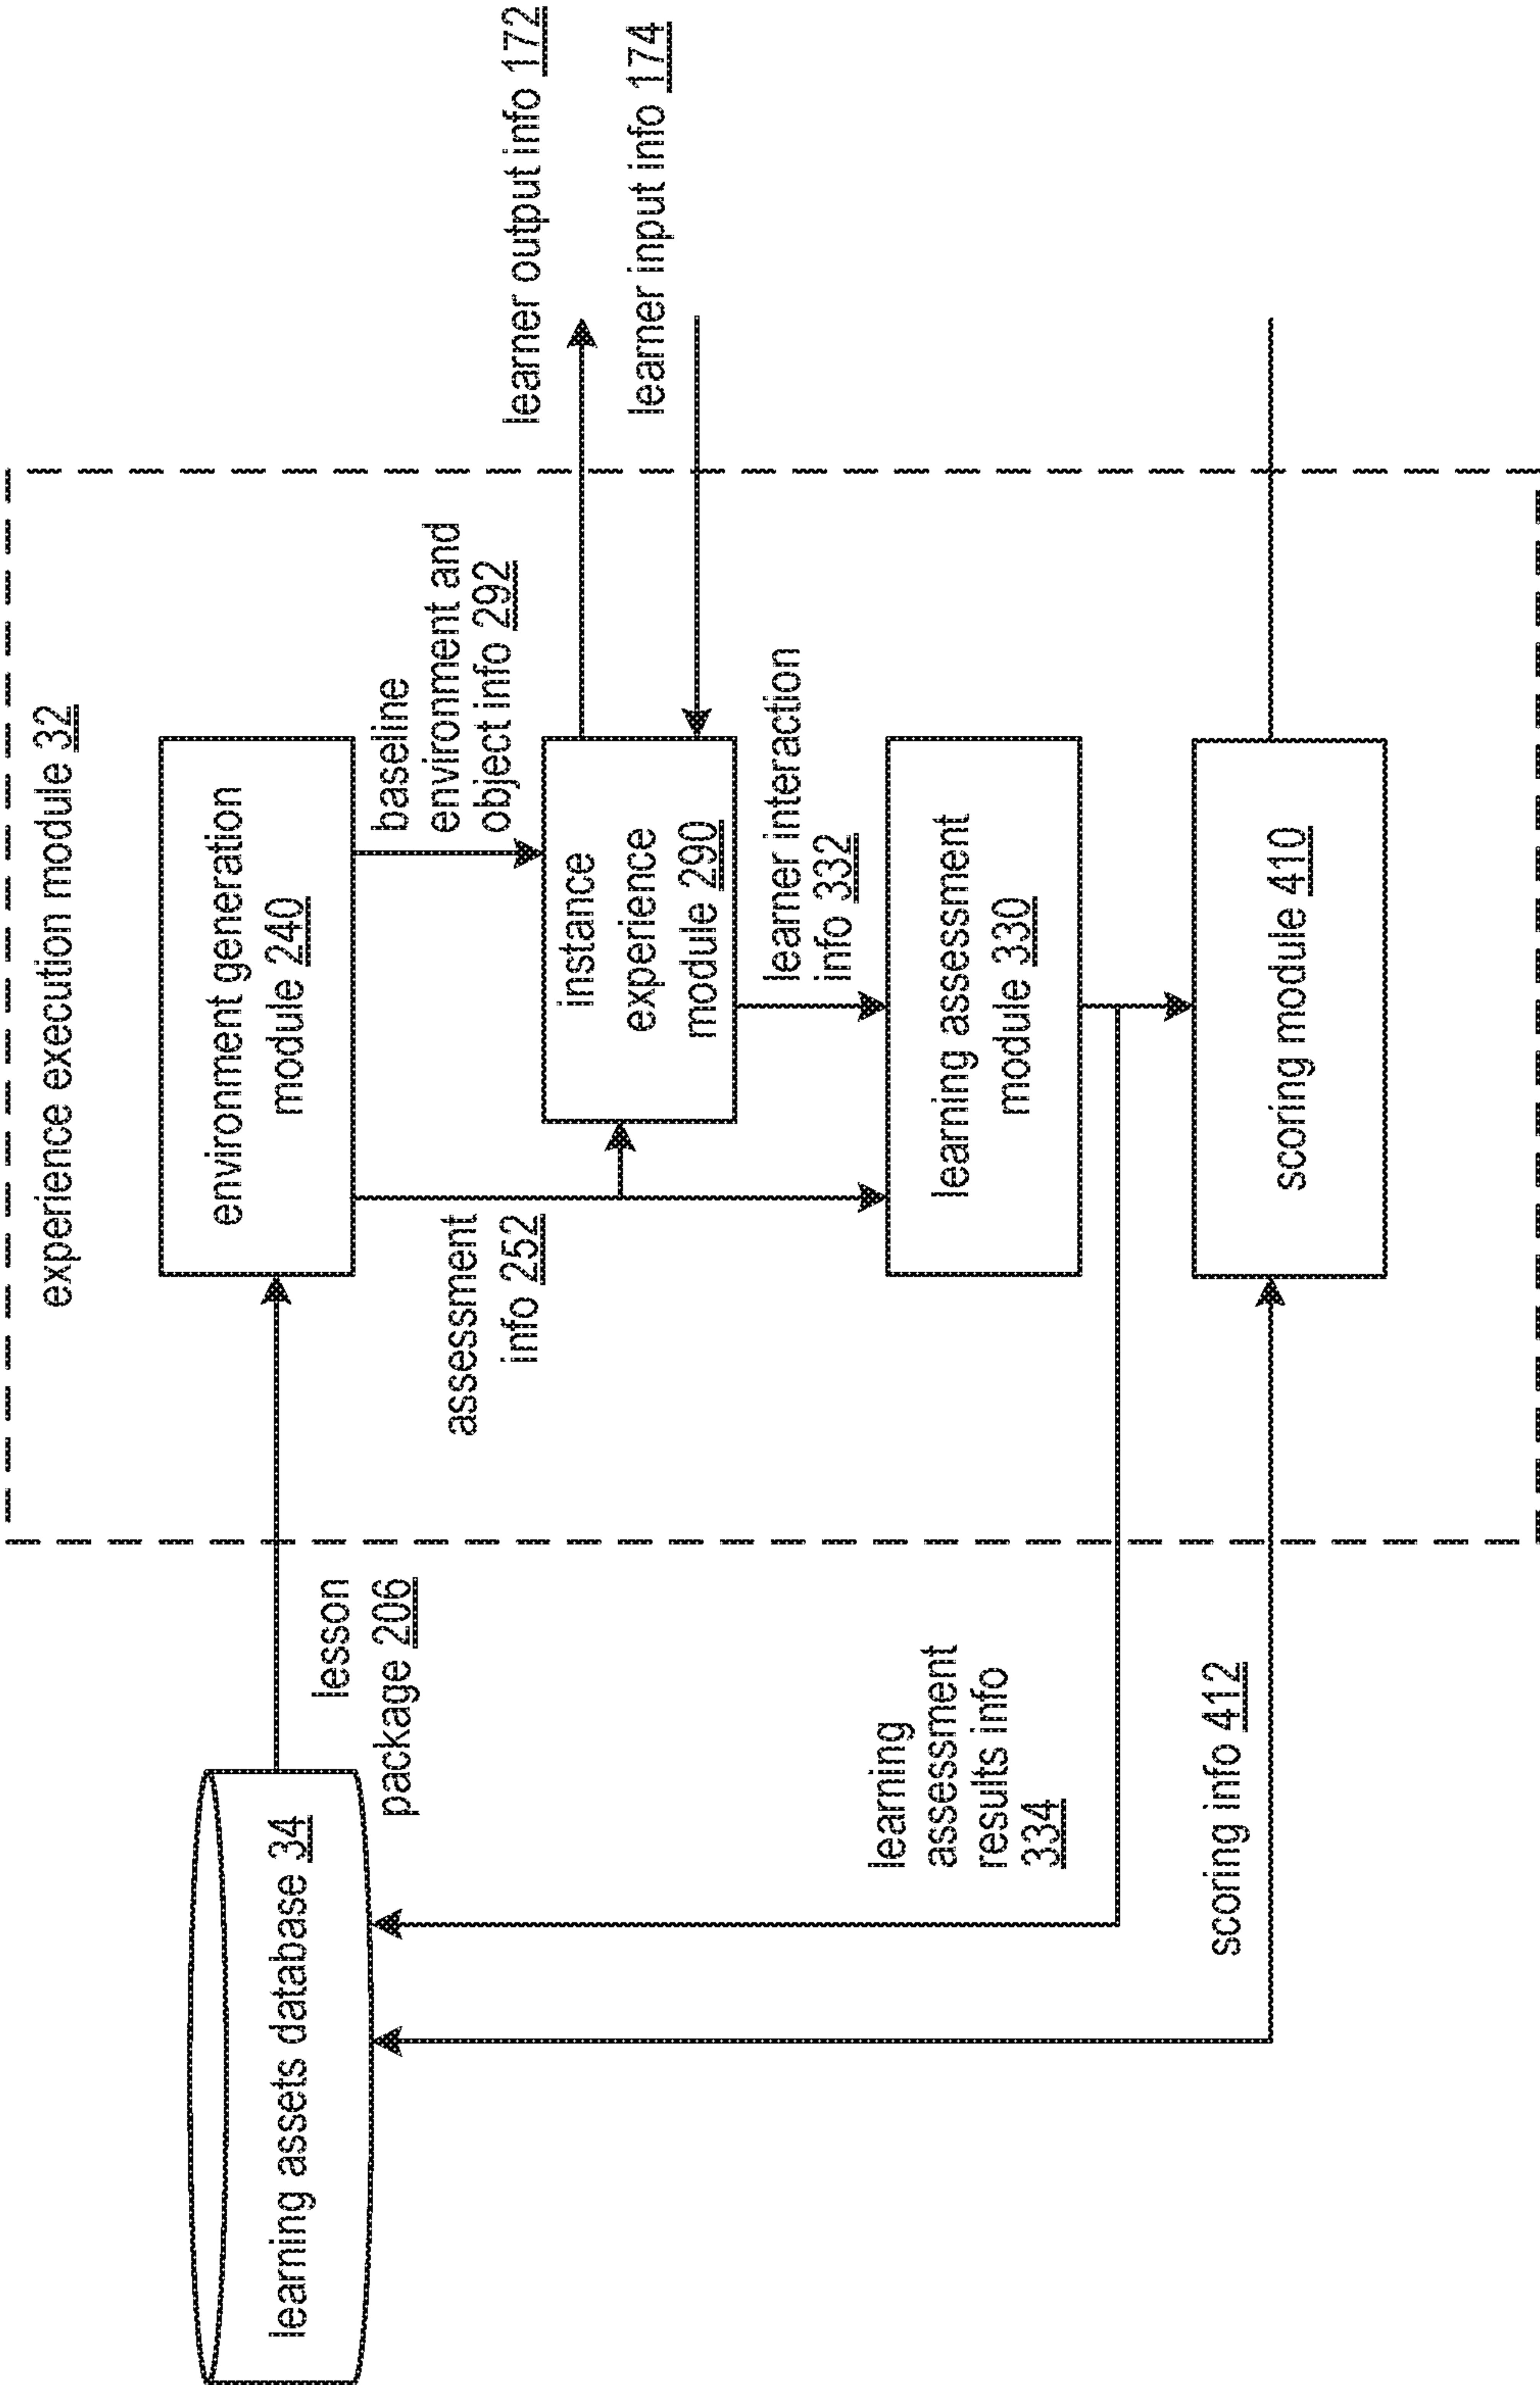 experience execution module 32
learning assets database 34
lesson
package 206
environment generation
module 240
assessment
info 252
baseline
environment and
object info 292
instance
experience
module 290
learner output info 172
learner input info 174
learner interaction
info 332
learning
assessment
results info
334
learning assessment
module 330
scoring info 412
scoring module 410